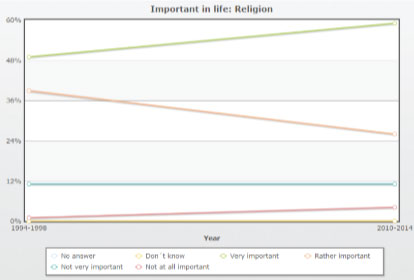 Important in life: Religion
60%
48%
36%
24%
12%
0%
1994-1998 2010-2014
Year
No answer Don´t know Very important Rather important
Not very important Not at all important